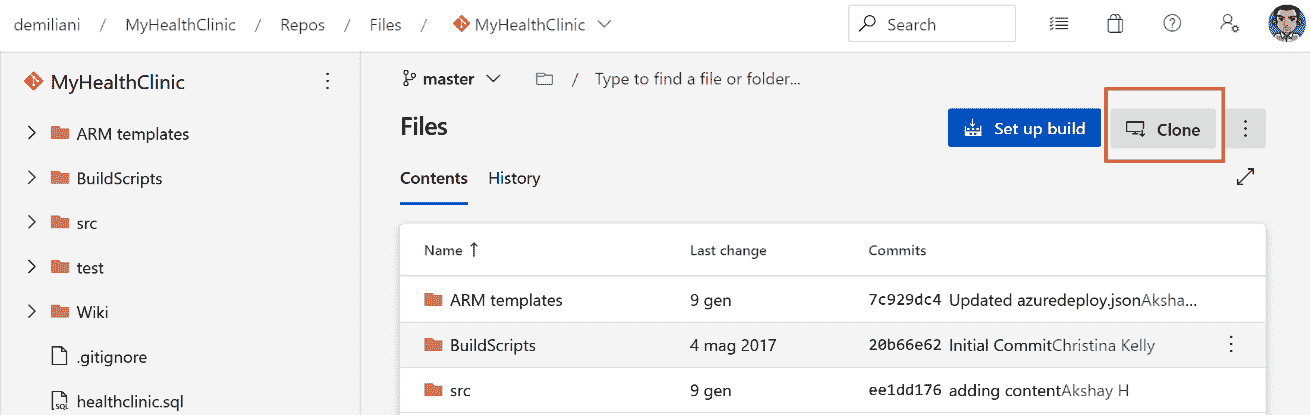 demiliani / MyHealthClinic / Repos / Files / MyHealthClinic Search
MyHealthClinic
ARM templates
BuildScripts
src
test
Wiki
.gitignore
healthclinic.sql
master / Type to find a file or folder...
Files Set up build Clone
Contents History
Name ↑ Last change Commits
ARM templates 9 gen 7c929dc4 Updated azuredeploy.jsonAksha...
BuildScripts 4 mag 2017 20b66e62 Initial CommitChristina Kelly
src 9 gen ee1dd176 adding contentAkshay H